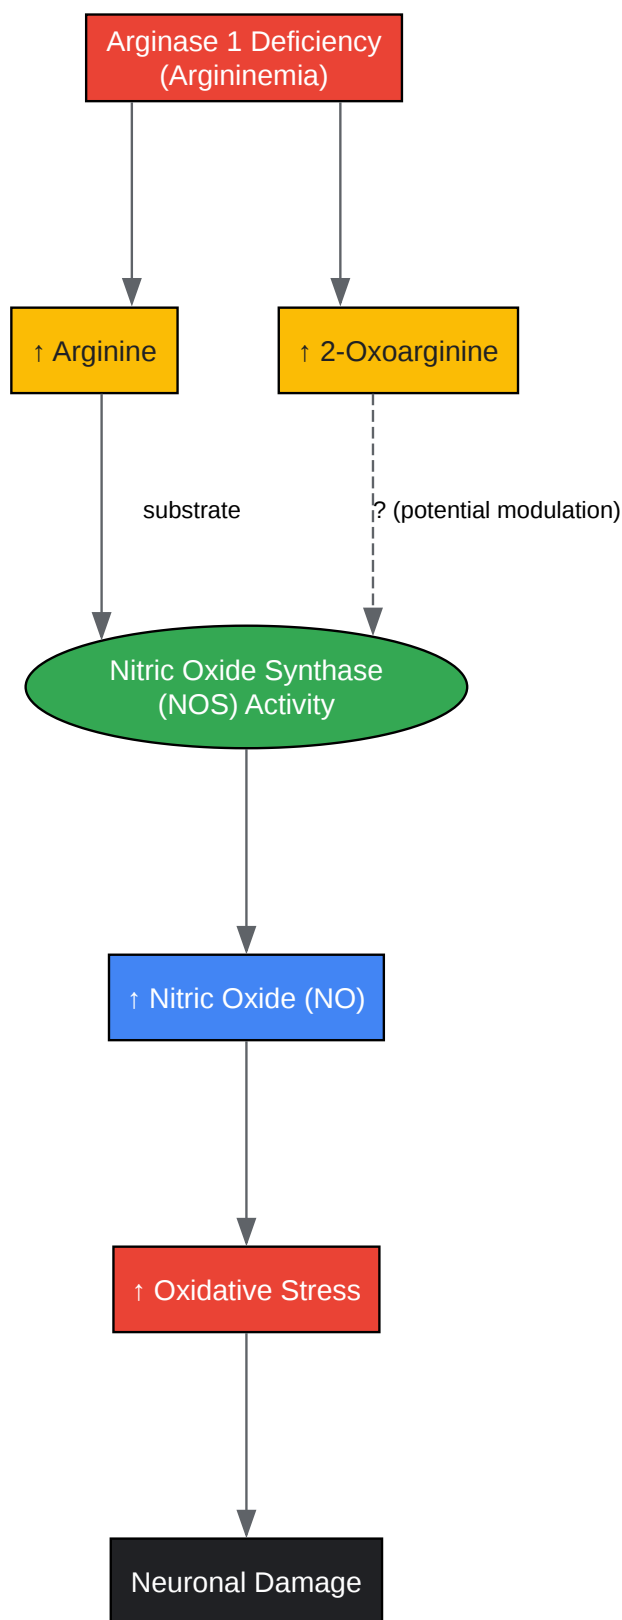 Arginase 1 Deficiency
(Argininemia)
↑ Arginine
↑ 2-Oxoarginine
substrate
? (potential modulation)
Nitric Oxide Synthase
(NOS) Activity
↑ Nitric Oxide (NO)
↑ Oxidative Stress
Neuronal Damage